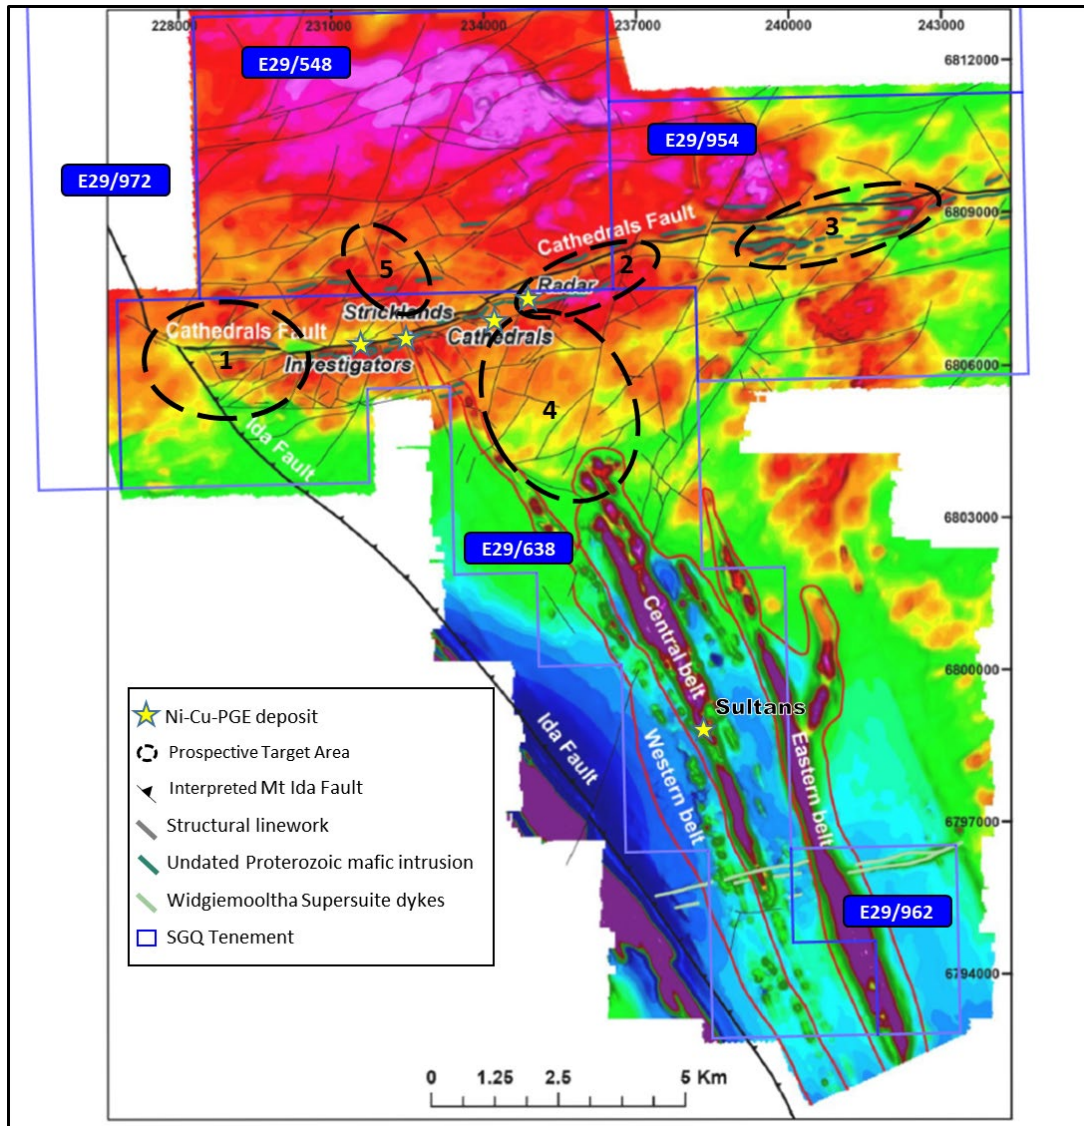 228000 231000 234000 237000 240000 243000
E29/548
6812000
E29/954
E29/972
6809000
3
Cathedrals Fault
2
5
Radar
Stricklands
Cathedrals Fault
Cathedrals
1
Investigators
6806000
4
Ida Fault
6803000
E29/638
Central belt
6800000
Sultans
Ida Fault
Western belt
Eastern belt
6797000
E29/962
6794000
Ni-Cu-PGE deposit
Prospective Target Area
Interpreted Mt Ida Fault
Structural linework
Undated Proterozoic mafic intrusion
Widgiemooltha Supersuite dykes
SGQ Tenement
0 1.25 2.5 5 Km